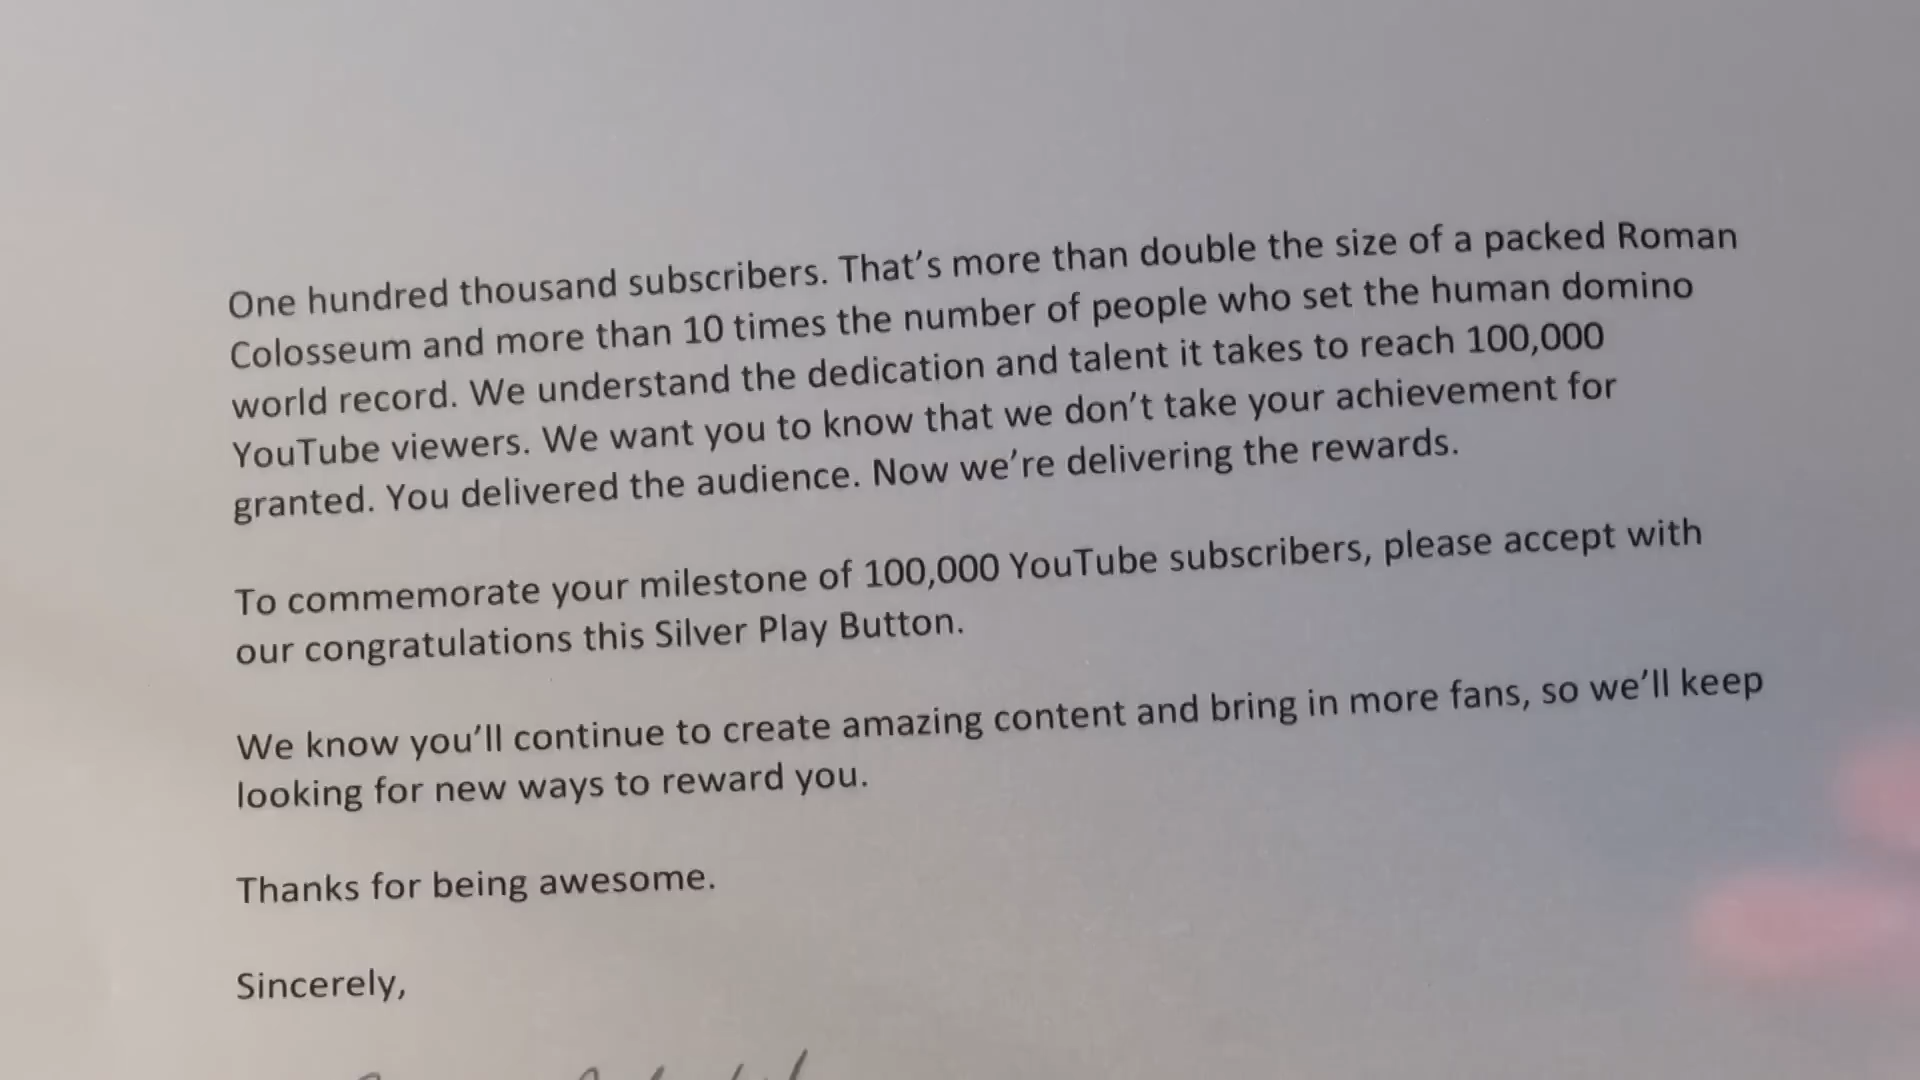 One hundred thousand subscribers. That's more than double the size of a packed Roman
Colosseum and more than 10 times the number of people who set the human domino
world record. We understand the dedication and talent it takes to reach 100,000
YouTube viewers. We want you to know that we don't take your achievement for
granted. You delivered the audience. Now we're delivering the rewards.
To commemorate your milestone of 100,000 YouTube subscribers, please accept with
our congratulations this Silver Play Button.
We know you'll continue to create amazing content and bring in more fans, so we'll keep
looking for new ways to reward you.
Thanks for being awesome.
Sincerely,